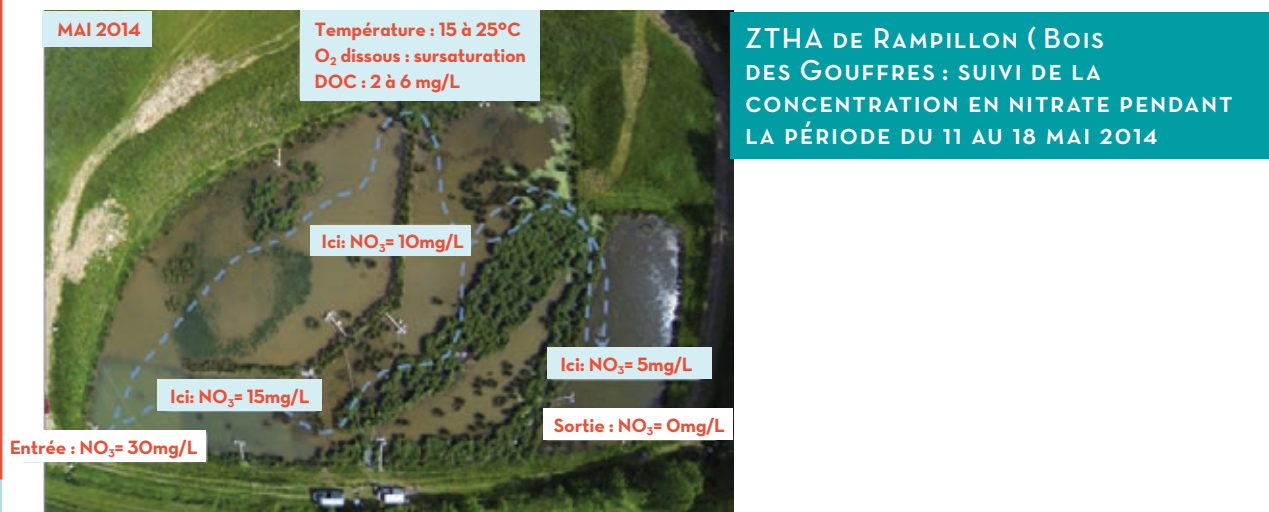 MAI 2014
Température : 15 à 25°C
O₂ dissous : sursaturation
DOC : 2 à 6 mg/L
ZTHA de Rampillon ( Bois
des Gouffres : suivi de la
concentration en nitrate pendant
la période du 11 au 18 mai 2014
Ici: NO₃= 10mg/L
Ici: NO₃= 5mg/L
Ici: NO₃= 15mg/L
Sortie : NO₃= 0mg/L
Entrée : NO₃= 30mg/L